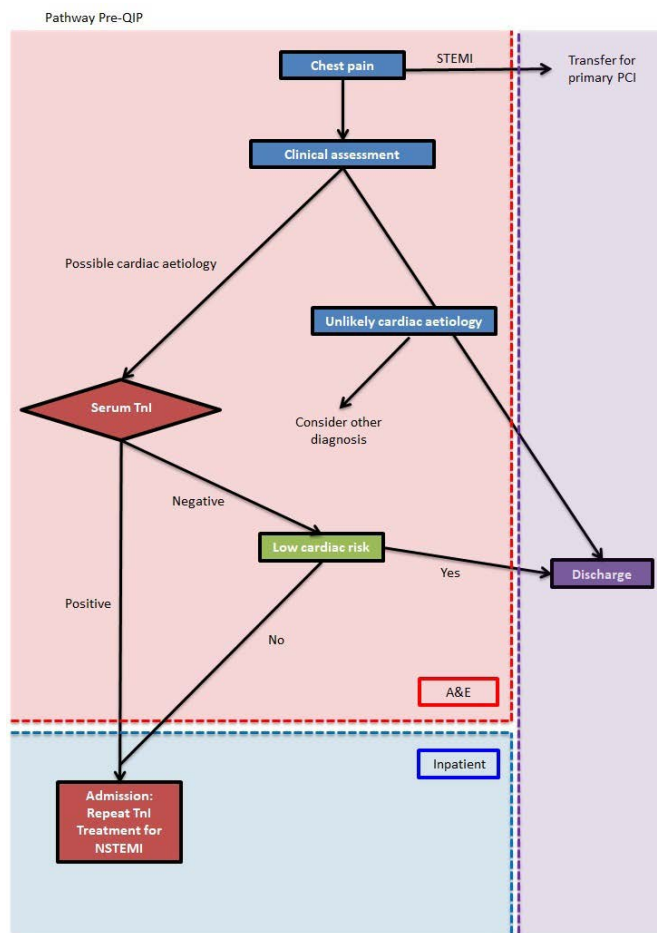 Pathway Pre-QIP
Chest pain
STEMI
Transfer for
primary PCI
Clinical assessment
Possible cardiac aetiology
Unlikely cardiac aetiology
Serum TnI
Consider other
diagnosis
Negative
Low cardiac risk
Yes
Discharge
Positive
No
A&E
Inpatient
Admission:
Repeat TnI
Treatment for
NSTEMI